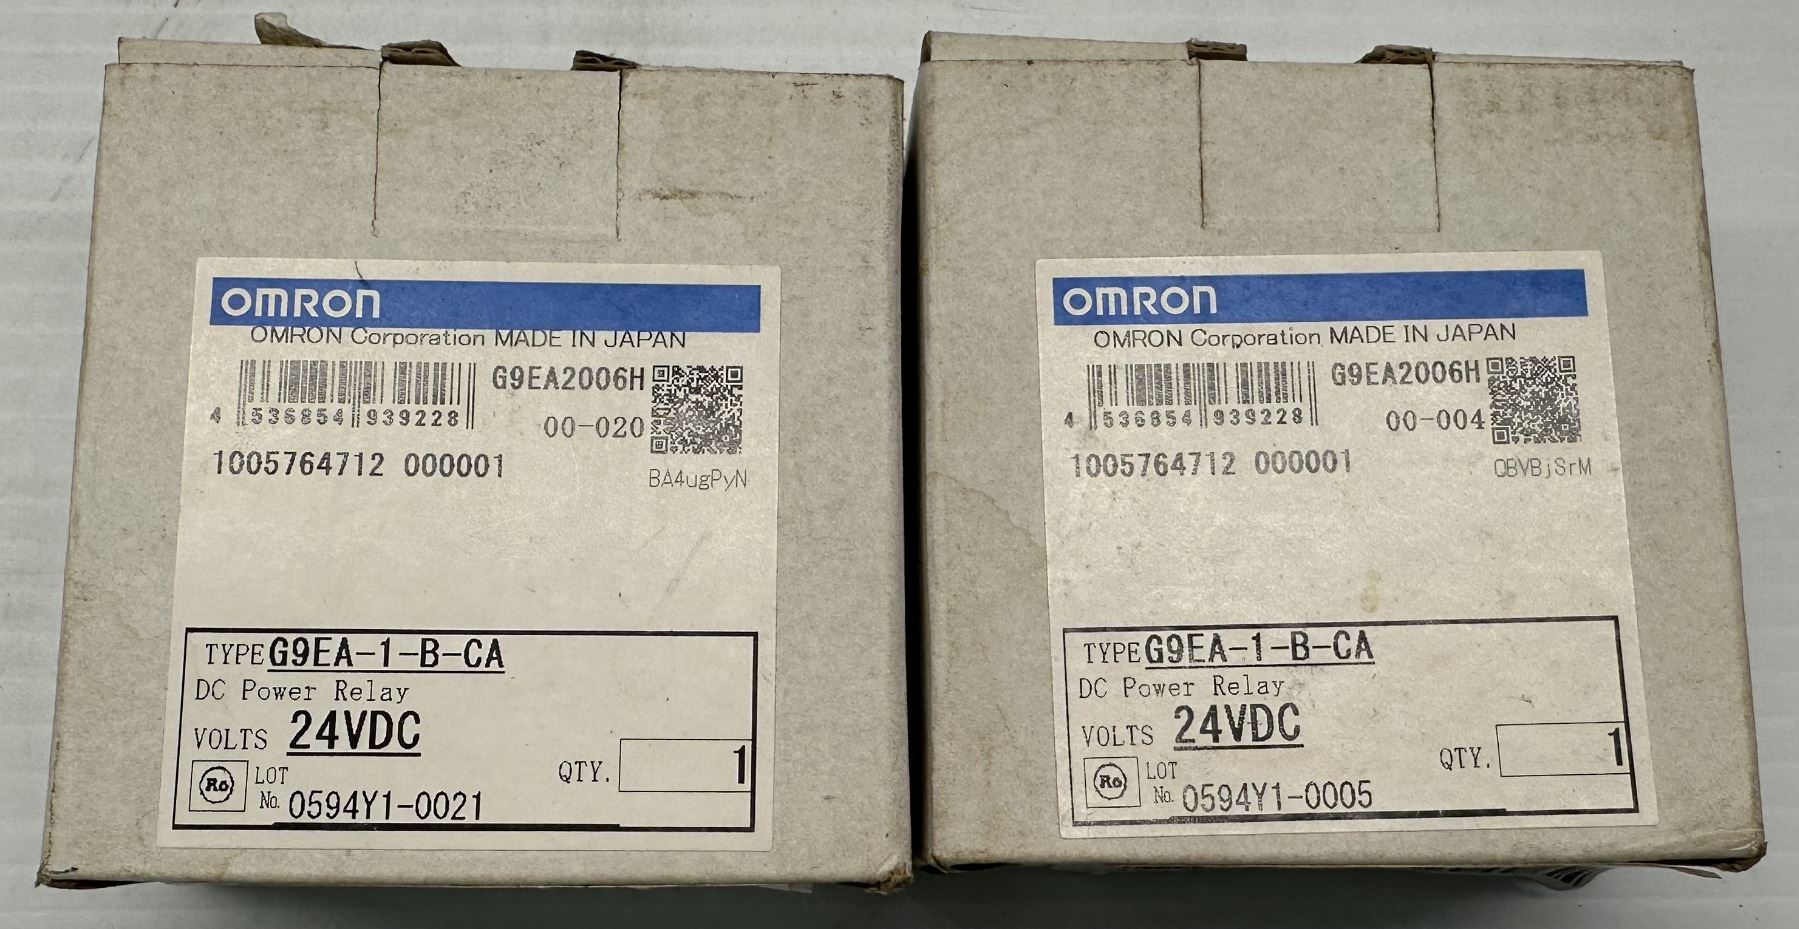 OMRON
OMRON Corporation MADE IN JAPAN
G9EA2006H
4 536854 939228
00-020
1005764712 000001
BA4ugPyN
TYPE G9EA-1-B-CA
DC Power Relay
VOLTS 24VDC
Ro
LOT
No. 0594Y1-0021
QTY. 1
OMRON
OMRON Corporation MADE IN JAPAN
G9EA2006H
4 536854 939228
00-004
1005764712 000001
QBVBjSrM
TYPE G9EA-1-B-CA
DC Power Relay
VOLTS 24VDC
Ro
LOT
No. 0594Y1-0005
QTY. 1